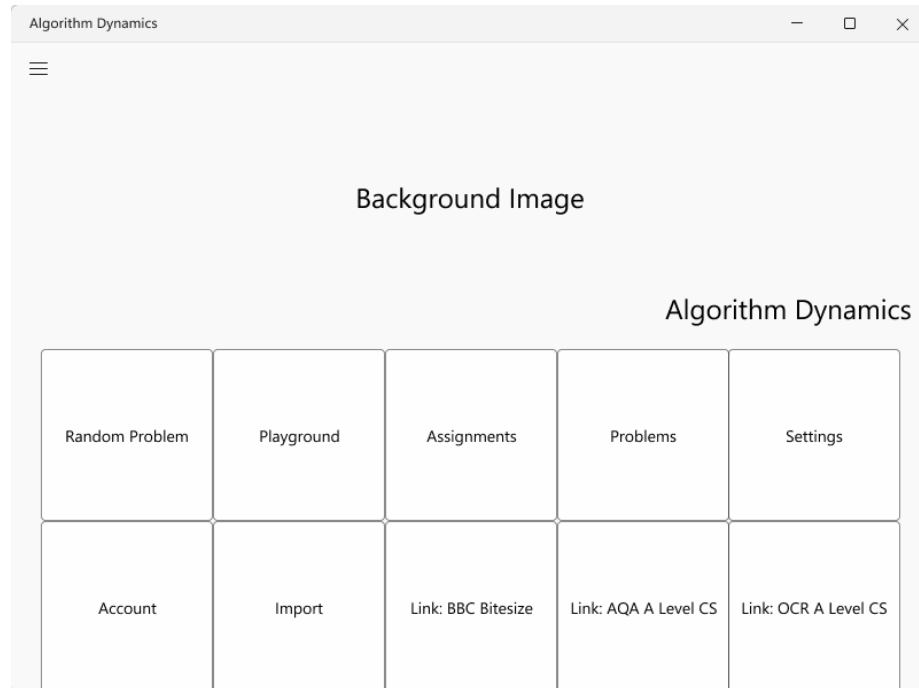 Algorithm Dynamics
Background Image
Algorithm Dynamics
Random Problem
Playground
Assignments
Problems
Settings
Account
Import
Link: BBC Bitesize
Link: AQA A Level CS
Link: OCR A Level CS